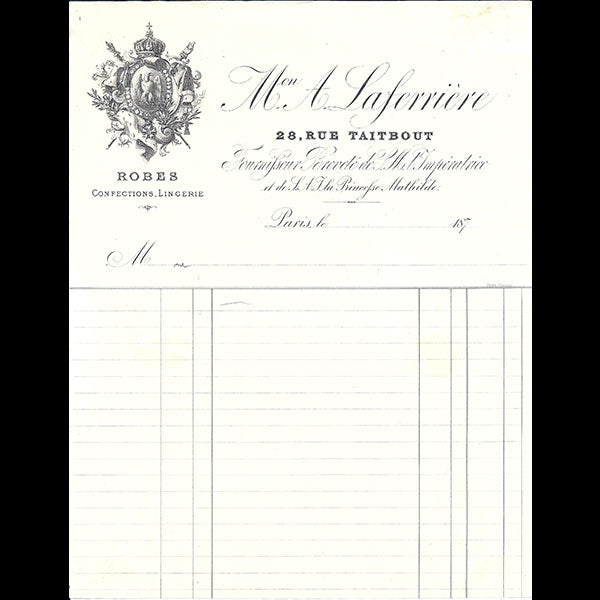 Mon A. Laferrière
28, RUE TAITBOUT
Fournisseur Breveté de S.M. l'Impératrice
et de S.A.I. la Princesse Mathilde.
ROBES
CONFECTIONS, LINGERIE
Paris, le 187
M